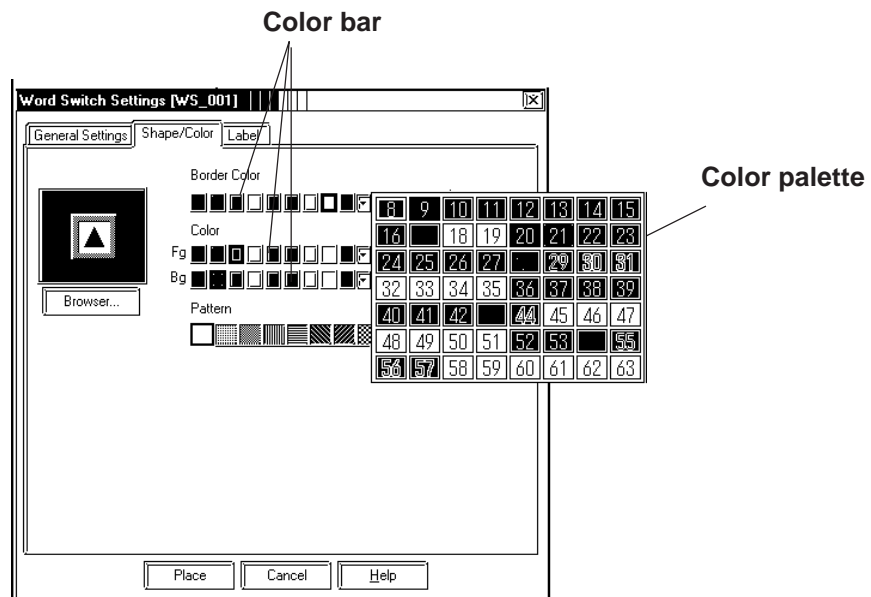 Color bar
Word Switch Settings [WS_001]
General Settings Shape/Color Label
Border Color
Color palette
8 9 10 11 12 13 14 15
Color
16 18 19 20 21 22 23
Fg
24 25 26 27 29 30 31
Bg
32 33 34 35 36 37 38 39
Browser...
Pattern
40 41 42 44 45 46 47
48 49 50 51 52 53 55
56 57 58 59 60 61 62 63
Place Cancel Help